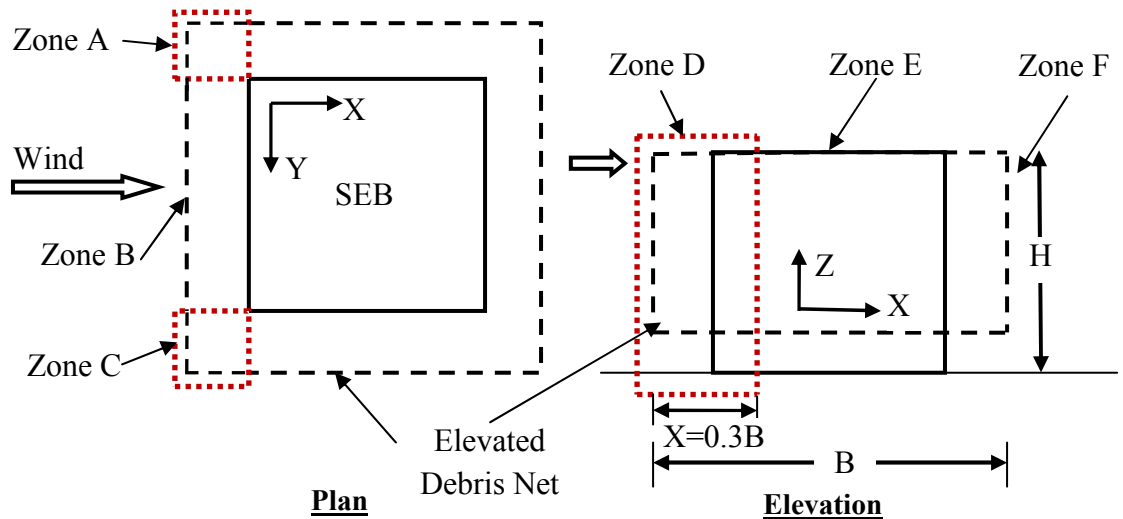 Zone A
X
Wind
Y
SEB
Zone B
Zone C
Elevated
Debris Net
Plan
Zone D
Zone E
Zone F
H
Z
X
X=0.3B
B
Elevation